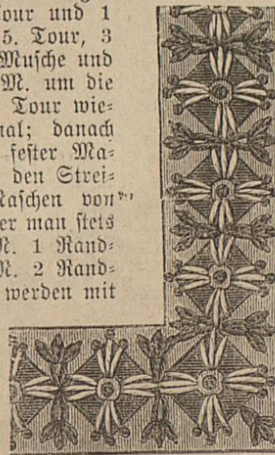 Tour und 1
5. Tour, 3
Musche und
M. um die
Tour wie=
mal; danach
fester Ma=
den Strei=
Maschen von
er man stets
M. 1 Rand=
M. 2 Rand=
werden mit